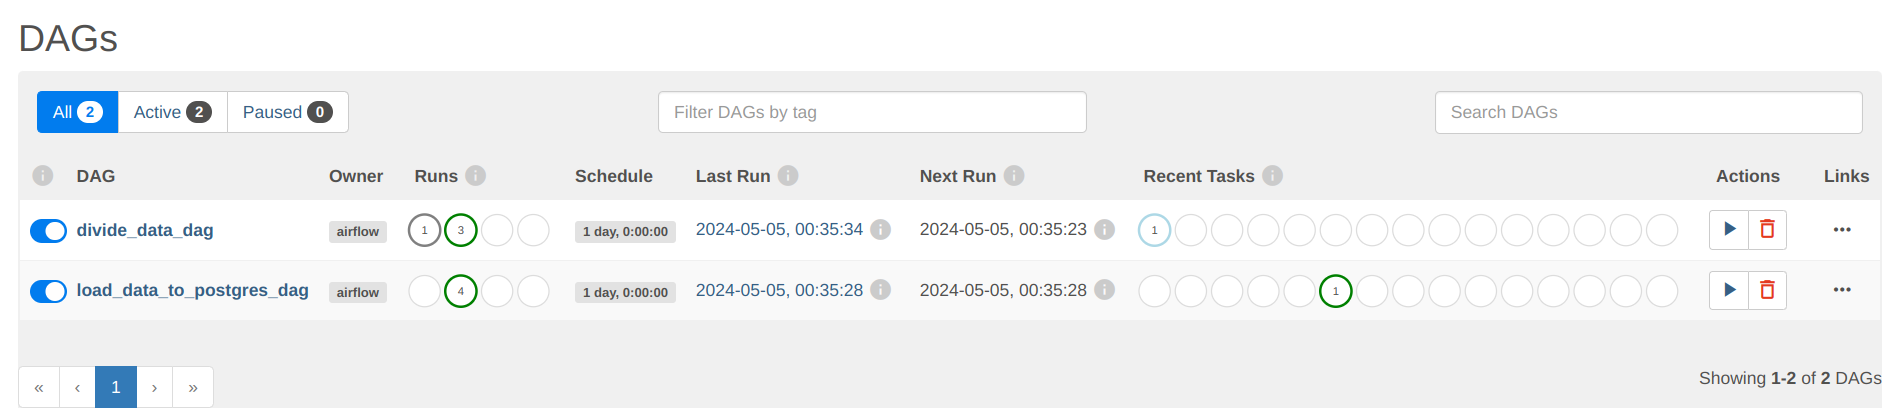 DAGs
All 2 Active 2 Paused 0 Filter DAGs by tag Search DAGs
DAG Owner Runs Schedule Last Run Next Run Recent Tasks Actions Links
divide_data_dag airflow 1 3 1 day, 0:00:00 2024-05-05, 00:35:34 2024-05-05, 00:35:23 1 •••
load_data_to_postgres_dag airflow 4 1 day, 0:00:00 2024-05-05, 00:35:28 2024-05-05, 00:35:28 1 •••
« ‹ 1 › » Showing 1-2 of 2 DAGs